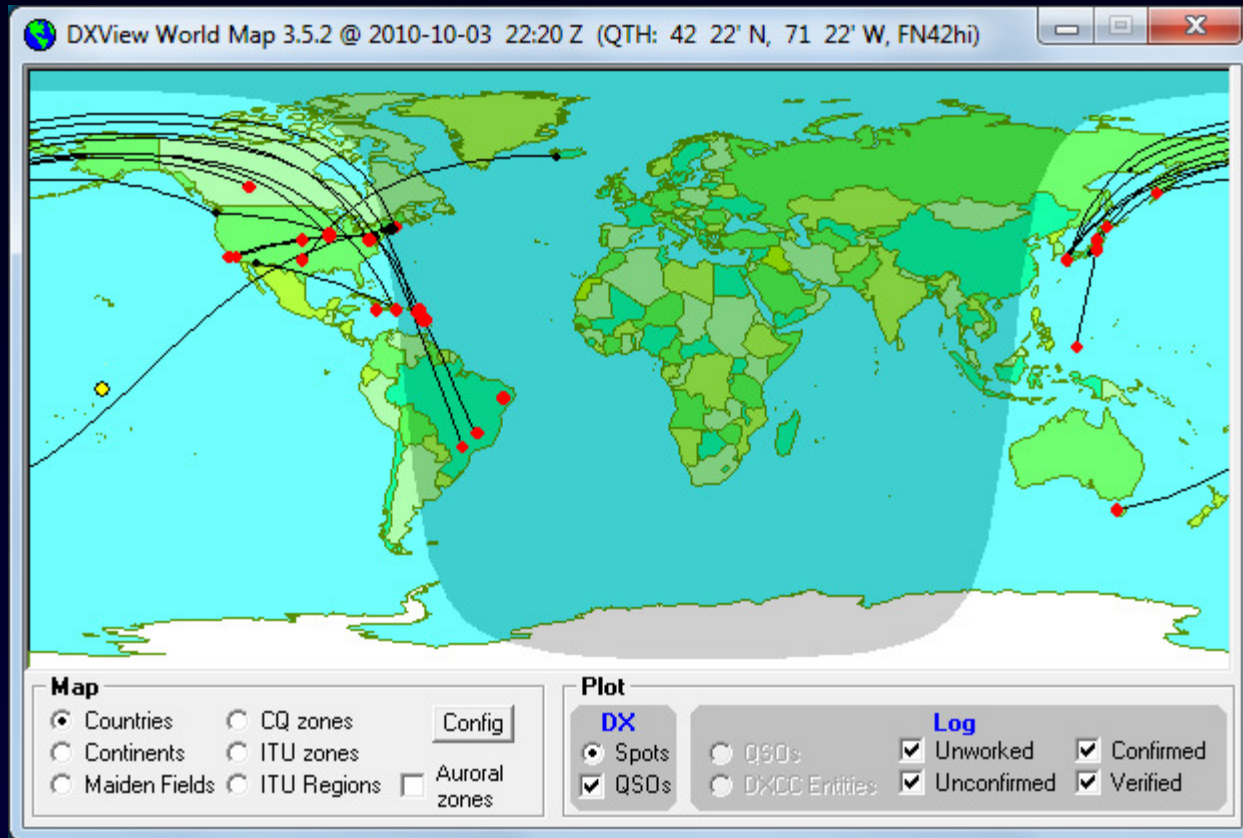 DXView World Map 3.5.2 @ 2010-10-03 22:20 Z (QTH: 42 22' N, 71 22' W, FN42hi)
Map
Countries
CQ zones
Config
Continents
ITU zones
Maiden Fields
ITU Regions
Auroral zones
Plot
DX
Spots
QSOs
Log
QSOs
Unworked
Confirmed
DXCC Entities
Unconfirmed
Verified